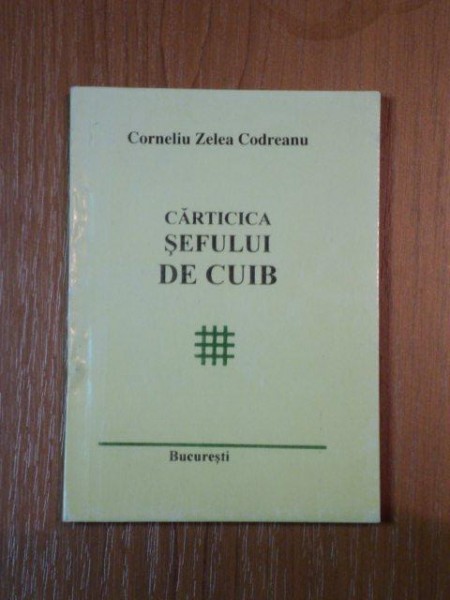 Corneliu Zelea Codreanu
CĂRTICICA
ŞEFULUI
DE CUIB
Bucureşti